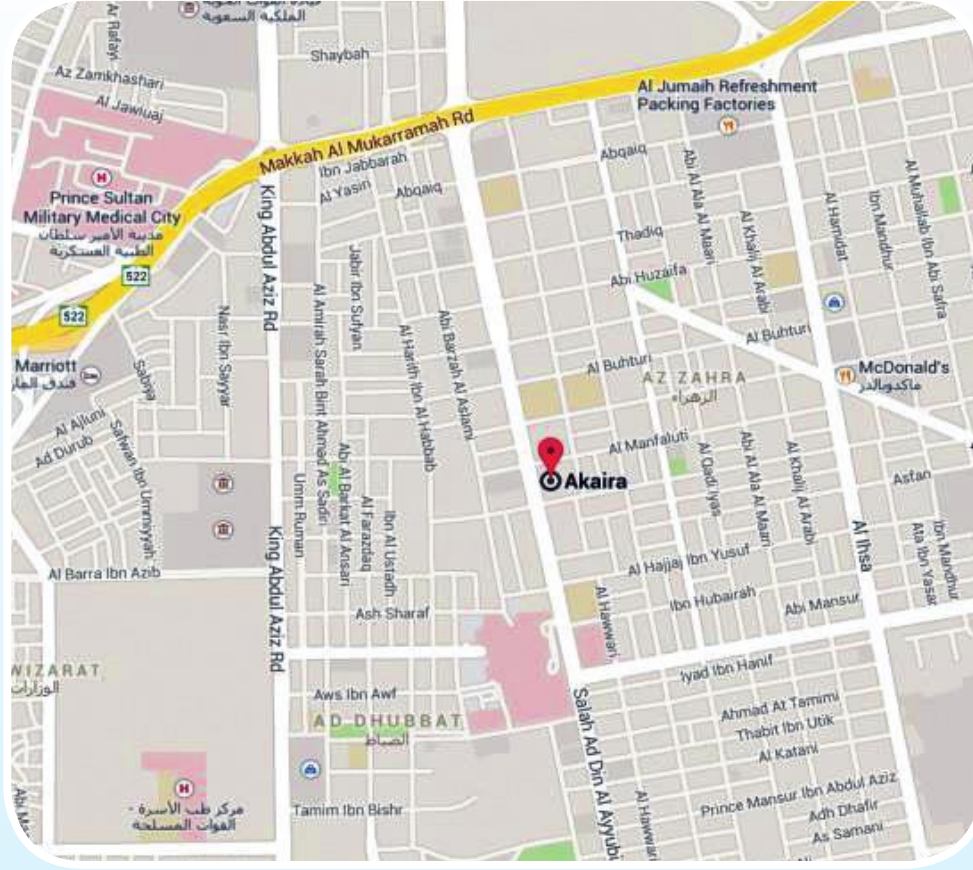 الملكية السعودية
Ar Rafayi
Shaybah
Az Zamkhashari
Al Jawluaj
Al Jumaih Refreshment
Packing Factories
Makkah Al Mukarramah Rd
Ibn Jabbarah
Al Yasin
Abqaiq
Abqaiq
Prince Sultan
Military Medical City
مدينة الأمير سلطان
الطبية العسكرية
522
522
King Abdul Aziz Rd
Thadiq
Abi Huzaifa
Abi Al Ala Al Maari
Al Khalij Al Arabi
Al Hamidat
Ibn Mandhur
Al Muhallab Ibn Abi Safra
Jabir Ibn Sufyan
Al Amirah Sarah Bint Ahmad As Sadiri
Al Harith Ibn Al Habbab
Abi Barzah Al Aslami
Nasr Ibn Sayyar
Sabya
Marriott
Al Ajluni
Ad Durub
Safwan Ibn Ummiyyah
Al Buhturi
Al Buhturi
AZ ZAHRA
الزهراء
McDonald's
ماكدونالدز
Al Manfaluti
Akaira
Al Qadi Iyas
Abi Al Ala Al Maari
Al Khalij Al Arabi
Asfan
Abi Al Barkat Al Ansari
Umm Ruman
Al Farazdaq
Ibn Al Ustadh
Al Ihsa
Ata Ibn Yasar
Ibn Mandhur
Al Barra Ibn Azib
King Abdul Aziz Rd
Al Hajjaj Ibn Yusuf
Ibn Hubairah
Abi Mansur
Al Hawwari
Ash Sharaf
WIZARAT
الوزارات
Iyad Ibn Hanif
Aws Ibn Awf
AD DHUBBAT
الضباط
Salah Ad Din Al Ayyubi
Ahmad At Tamimi
Thabit Ibn Utik
Al Katani
Prince Mansur Ibn Abdul Aziz
Adh Dhafir
As Samani
Al Hawwari
Tamim Ibn Bishr
مركز طب الأسرة -
القوات المسلحة